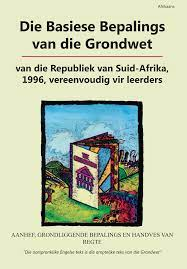 Afrikaans
Die Basiese Bepalings
van die Grondwet
van die Republiek van Suid-Afrika,
1996, vereenvoudig vir leerders
AANHEF, GRONDLIGGENDE BEPALINGS EN HANDVES VAN
REGTE
"Die oorspronklike Engelse teks is die amptelike teks van die Grondwet"